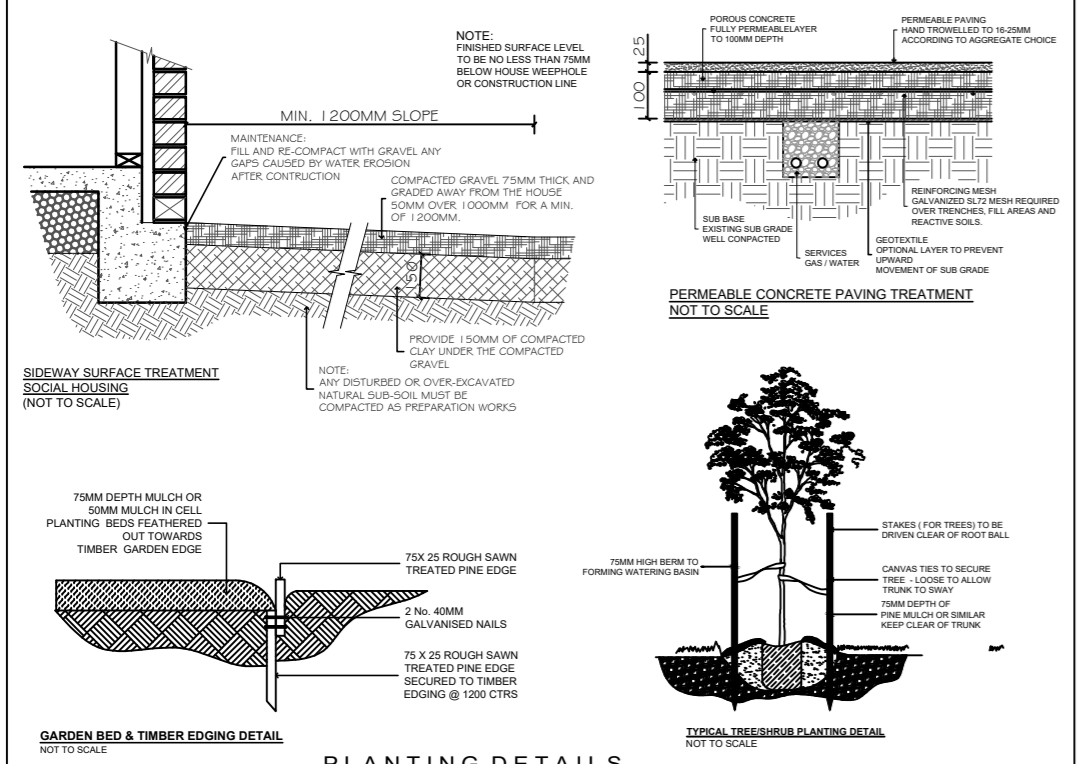 NOTE:
FINISHED SURFACE LEVEL
TO BE NO LESS THAN 75MM
BELOW HOUSE WEEPHOLE
OR CONSTRUCTION LINE
MIN. 1200MM SLOPE
MAINTENANCE:
FILL AND RE-COMPACT WITH GRAVEL ANY
GAPS CAUSED BY WATER EROSION
AFTER CONTRUCTION
COMPACTED GRAVEL 75MM THICK AND
GRADED AWAY FROM THE HOUSE
50MM OVER 1000MM FOR A MIN.
OF 1200MM.
150
PROVIDE 150MM OF COMPACTED
CLAY UNDER THE COMPACTED
GRAVEL
NOTE:
ANY DISTURBED OR OVER-EXCAVATED
NATURAL SUB-SOIL MUST BE
COMPACTED AS PREPARATION WORKS
SIDEWAY SURFACE TREATMENT
SOCIAL HOUSING
(NOT TO SCALE)
POROUS CONCRETE
FULLY PERMEABLELAYER
TO 100MM DEPTH
PERMEABLE PAVING
HAND TROWELLED TO 16-25MM
ACCORDING TO AGGREGATE CHOICE
25
100
SUB BASE
EXISTING SUB GRADE
WELL CONPACTED
SERVICES
GAS / WATER
GEOTEXTILE
OPTIONAL LAYER TO PREVENT
UPWARD
MOVEMENT OF SUB GRADE
REINFORCING MESH
GALVANIZED SL72 MESH REQUIRED
OVER TRENCHES, FILL AREAS AND
REACTIVE SOILS.
PERMEABLE CONCRETE PAVING TREATMENT
NOT TO SCALE
75MM DEPTH MULCH OR
50MM MULCH IN CELL
PLANTING BEDS FEATHERED
OUT TOWARDS
TIMBER GARDEN EDGE
75X 25 ROUGH SAWN
TREATED PINE EDGE
2 No. 40MM
GALVANISED NAILS
75 X 25 ROUGH SAWN
TREATED PINE EDGE
SECURED TO TIMBER
EDGING @ 1200 CTRS
GARDEN BED & TIMBER EDGING DETAIL
NOT TO SCALE
75MM HIGH BERM TO
FORMING WATERING BASIN
STAKES ( FOR TREES) TO BE
DRIVEN CLEAR OF ROOT BALL
CANVAS TIES TO SECURE
TREE - LOOSE TO ALLOW
TRUNK TO SWAY
75MM DEPTH OF
PINE MULCH OR SIMILAR
KEEP CLEAR OF TRUNK
TYPICAL TREE/SHRUB PLANTING DETAIL
NOT TO SCALE
PLANTING DETAILS